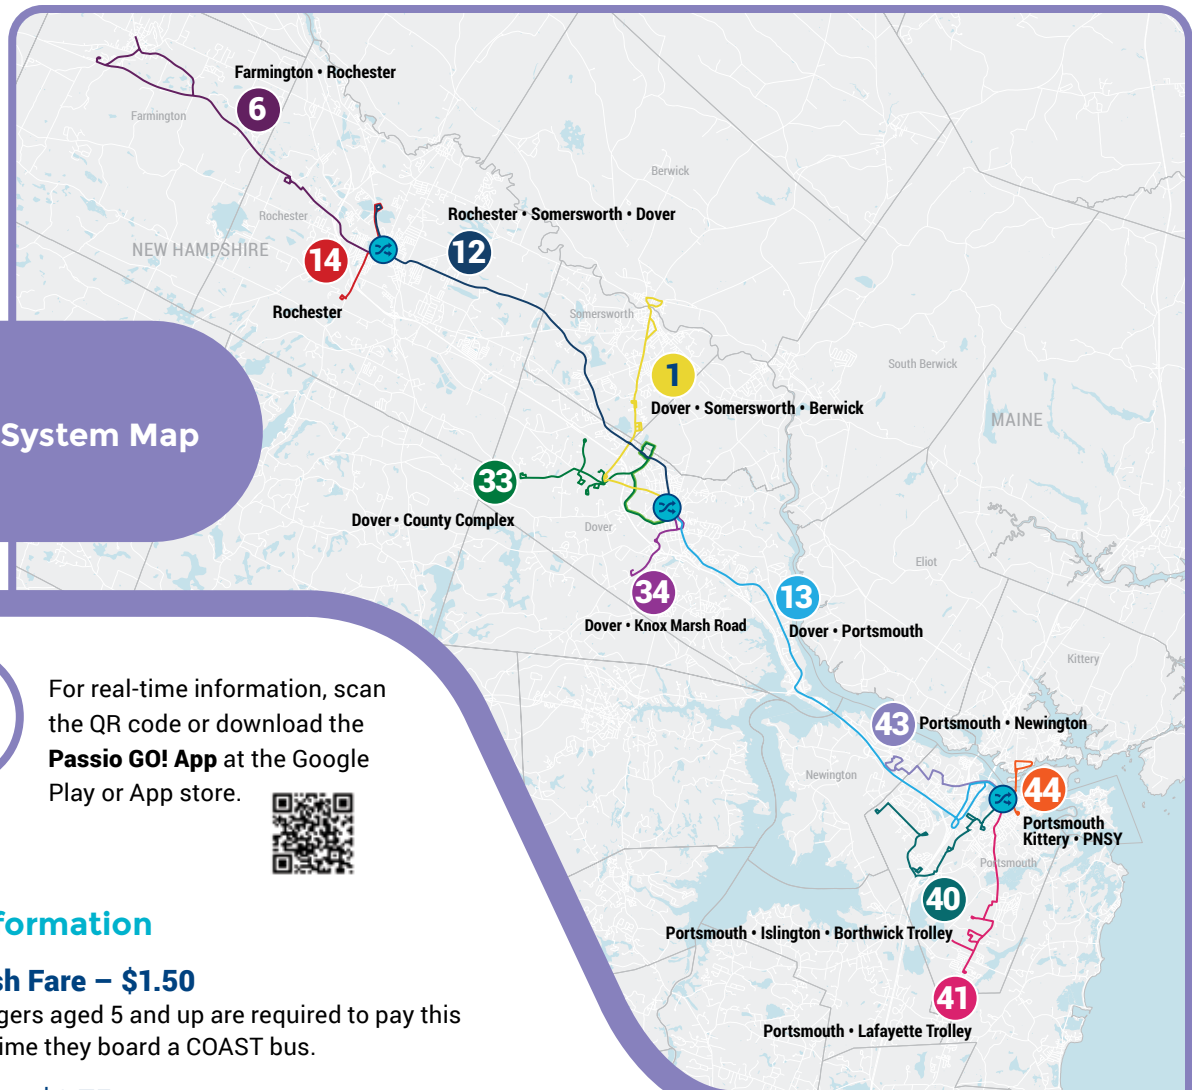 Farmington • Rochester
6
Farmington
Berwick
Rochester
Rochester • Somersworth • Dover
NEW HAMPSHIRE
12
14
Rochester
Somersworth
South Berwick
1
Dover • Somersworth • Berwick
MAINE
System Map
33
Dover • County Complex
Dover
Eliot
34
13
Dover • Knox Marsh Road
Dover • Portsmouth
Kittery
For real-time information, scan
the QR code or download the
Passio GO! App at the Google
Play or App store.
43
Portsmouth • Newington
Newington
44
Portsmouth
Kittery • PNSY
Portsmouth
40
Portsmouth • Islington • Borthwick Trolley
41
Portsmouth • Lafayette Trolley
formation
sh Fare – $1.50
gers aged 5 and up are required to pay this
ime they board a COAST bus.